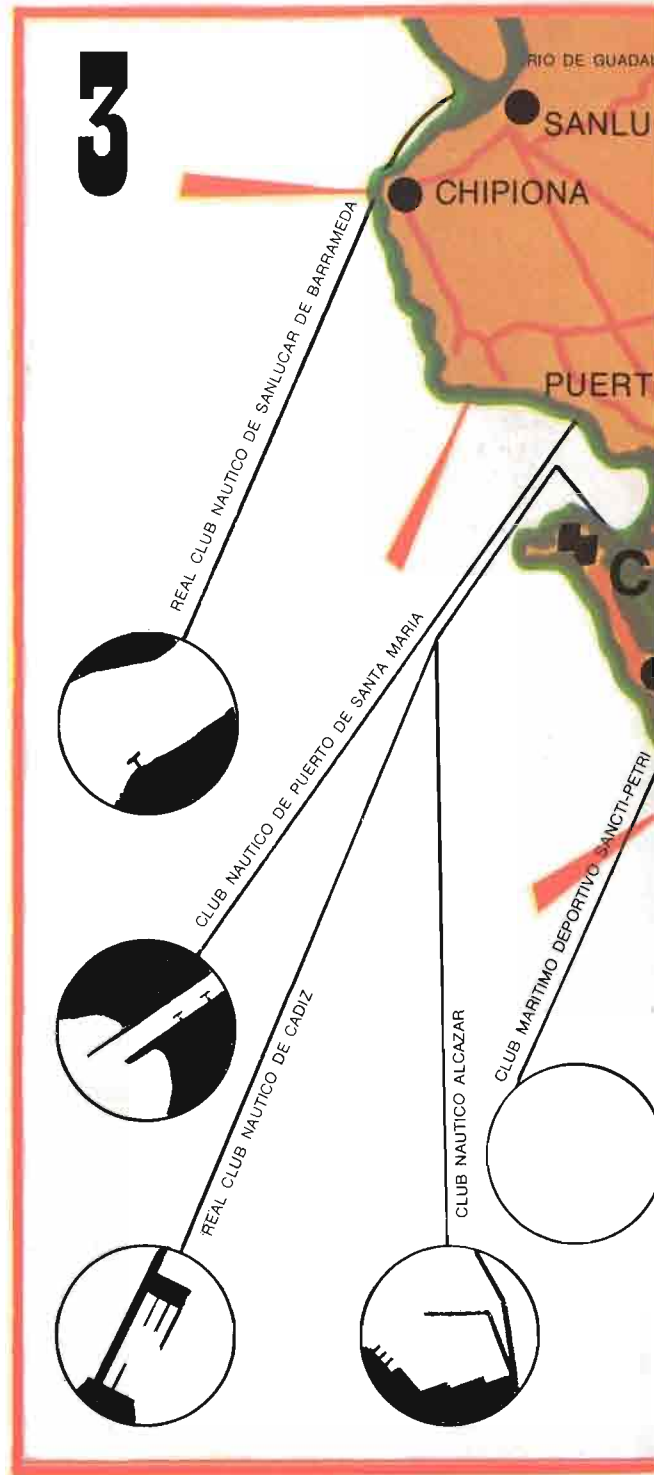 3
RIO DE GUADAL
SANLU
CHIPIONA
PUERT
C
REAL CLUB NAUTICO DE SANLUCAR DE BARRAMEDA
CLUB NAUTICO DE PUERTO DE SANTA MARIA
REAL CLUB NAUTICO DE CADIZ
CLUB NAUTICO ALCAZAR
CLUB MARITIMO DEPORTIVO SANCTI-PETRI